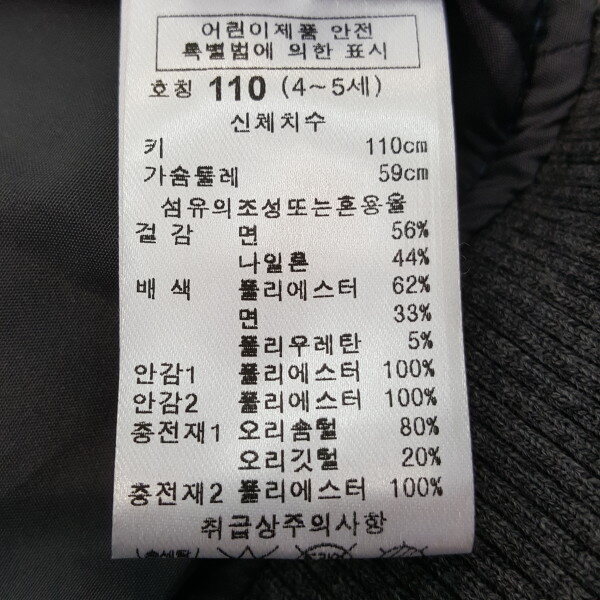 어린이제품 안전
특별법에 의한 표시
호칭 110 (4~5세)
신체치수
키 110cm
가슴둘레 59cm
섬유의조성또는혼용율
겉 감 면 56%
나일론 44%
배 색 폴리에스터 62%
면 33%
폴리우레탄 5%
안감1 폴리에스터 100%
안감2 폴리에스터 100%
충전재1 오리솜털 80%
오리깃털 20%
충전재2 폴리에스터 100%
취급상주의사항